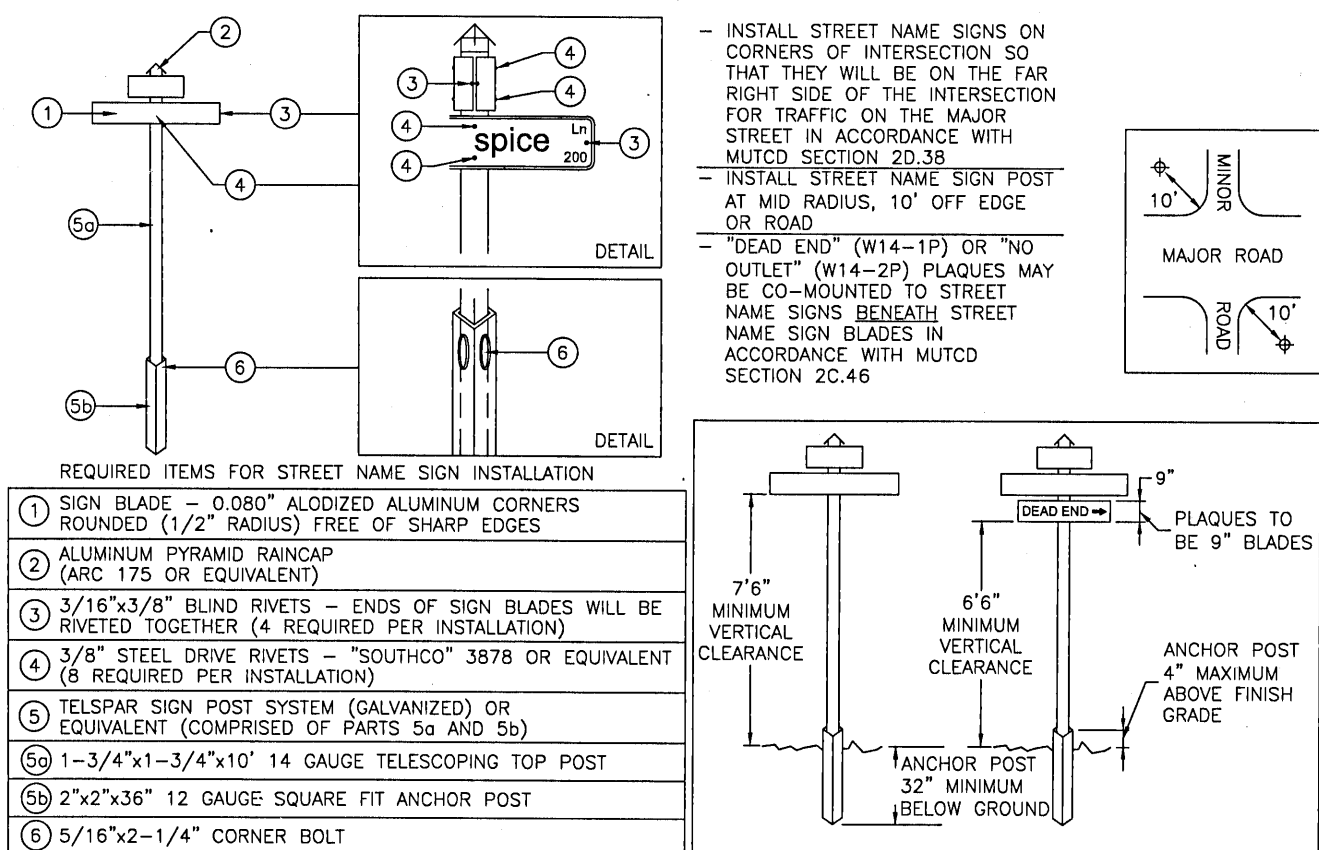 2
1
3
4
5a
6
5b
4
3
4
4
spice
Ln
200
4
3
DETAIL
6
DETAIL
– INSTALL STREET NAME SIGNS ON
CORNERS OF INTERSECTION SO
THAT THEY WILL BE ON THE FAR
RIGHT SIDE OF THE INTERSECTION
FOR TRAFFIC ON THE MAJOR
STREET IN ACCORDANCE WITH
MUTCD SECTION 2D.38
– INSTALL STREET NAME SIGN POST
AT MID RADIUS, 10' OFF EDGE
OR ROAD
– "DEAD END" (W14–1P) OR "NO
OUTLET" (W14–2P) PLAQUES MAY
BE CO–MOUNTED TO STREET
NAME SIGNS BENEATH STREET
NAME SIGN BLADES IN
ACCORDANCE WITH MUTCD
SECTION 2C.46
10'
MINOR
MAJOR ROAD
ROAD
10'
REQUIRED ITEMS FOR STREET NAME SIGN INSTALLATION
1 SIGN BLADE – 0.080" ALODIZED ALUMINUM CORNERS
ROUNDED (1/2" RADIUS) FREE OF SHARP EDGES
2 ALUMINUM PYRAMID RAINCAP
(ARC 175 OR EQUIVALENT)
3 3/16"x3/8" BLIND RIVETS – ENDS OF SIGN BLADES WILL BE
RIVETED TOGETHER (4 REQUIRED PER INSTALLATION)
4 3/8" STEEL DRIVE RIVETS – "SOUTHCO" 3878 OR EQUIVALENT
(8 REQUIRED PER INSTALLATION)
5 TELSPAR SIGN POST SYSTEM (GALVANIZED) OR
EQUIVALENT (COMPRISED OF PARTS 5a AND 5b)
5a 1–3/4"x1–3/4"x10' 14 GAUGE TELESCOPING TOP POST
5b 2"x2"x36" 12 GAUGE SQUARE FIT ANCHOR POST
6 5/16"x2–1/4" CORNER BOLT
7'6"
MINIMUM
VERTICAL
CLEARANCE
DEAD END →
9"
PLAQUES TO
BE 9" BLADES
6'6"
MINIMUM
VERTICAL
CLEARANCE
ANCHOR POST
4" MAXIMUM
ABOVE FINISH
GRADE
ANCHOR POST
32" MINIMUM
BELOW GROUND